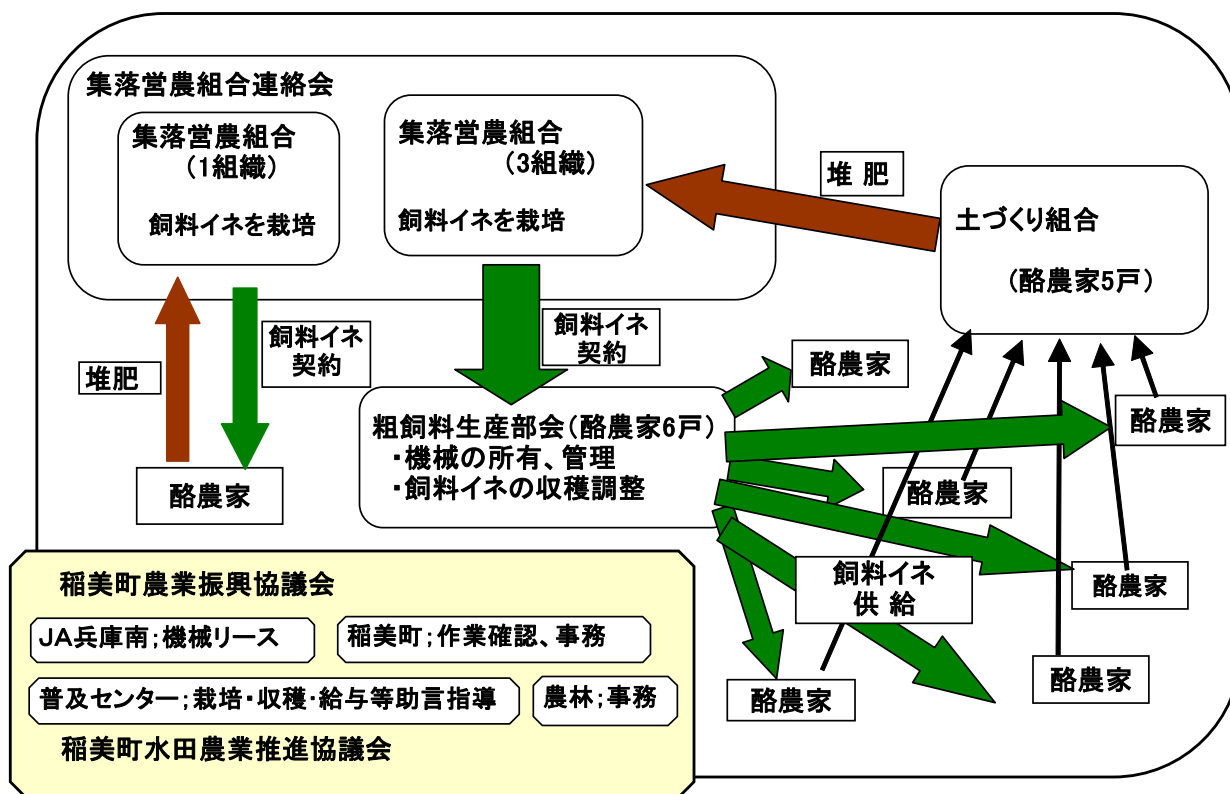 集落営農組合連絡会
集落営農組合
（1組織）
飼料イネを栽培
集落営農組合
（3組織）
飼料イネを栽培
堆 肥
土づくり組合
（酪農家5戸）
堆肥
飼料イネ
契約
飼料イネ
契約
酪農家
粗飼料生産部会（酪農家6戸）
・機械の所有、管理
・飼料イネの収穫調整
酪農家
酪農家
酪農家
酪農家
酪農家
酪農家
飼料イネ
供 給
稲美町農業振興協議会
JA兵庫南；機械リース
稲美町；作業確認、事務
普及センター；栽培・収穫・給与等助言指導
農林；事務
稲美町水田農業推進協議会